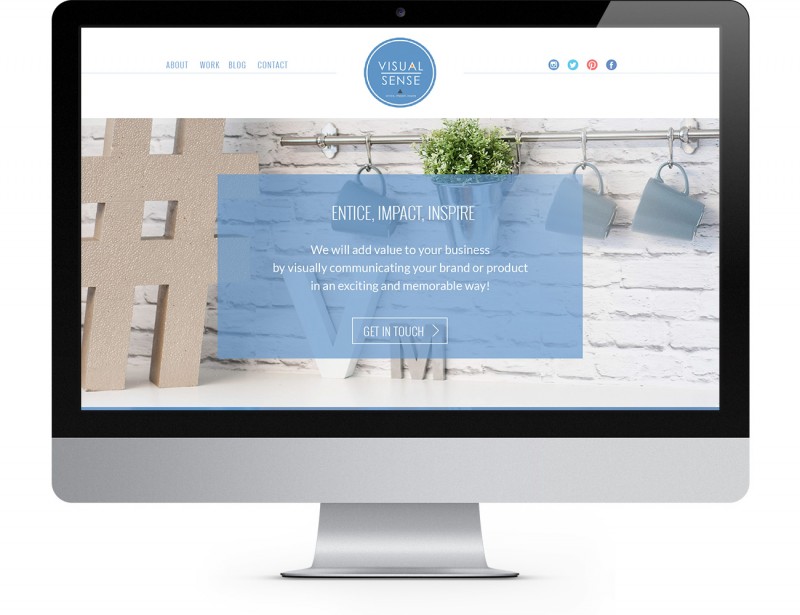 ABOUT WORK BLOG CONTACT
VISUAL
SENSE
ENTICE, IMPACT, INSPIRE
We will add value to your business
by visually communicating your brand or product
in an exciting and memorable way!
GET IN TOUCH
VM